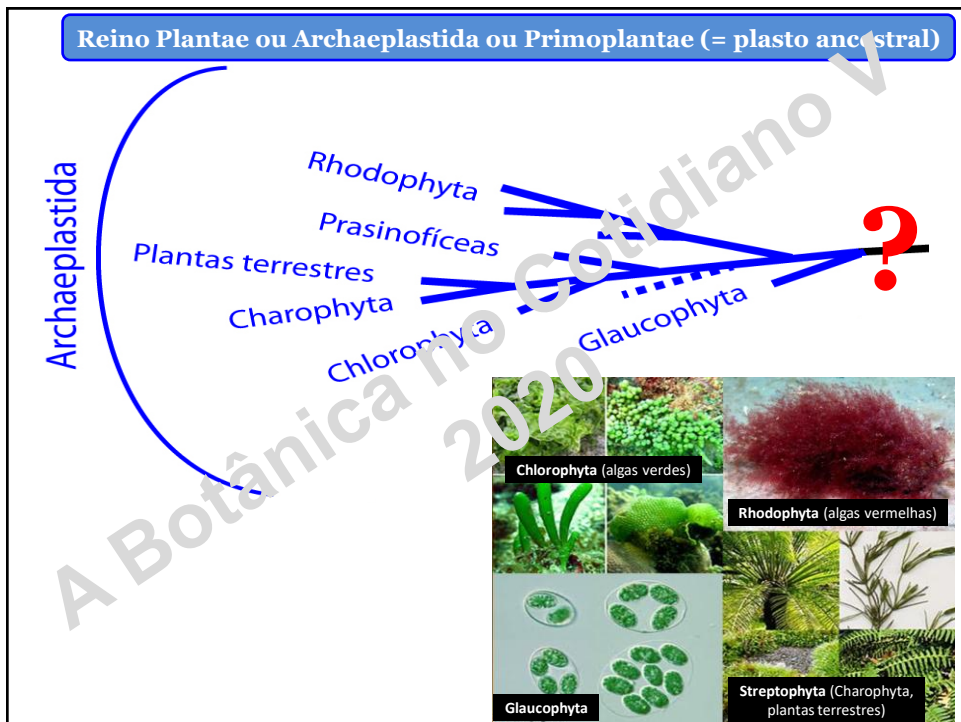 Reino Plantae ou Archaeplastida ou Primoplantae (= plasto ancestral)
Archaeplastida
Rhodophyta
Prasinofíceas
Plantas terrestres
Charophyta
Chlorophyta
Glaucophyta
?
A Botânica no Cotidiano V
2020
Chlorophyta (algas verdes)
Rhodophyta (algas vermelhas)
Glaucophyta
Streptophyta (Charophyta,
plantas terrestres)